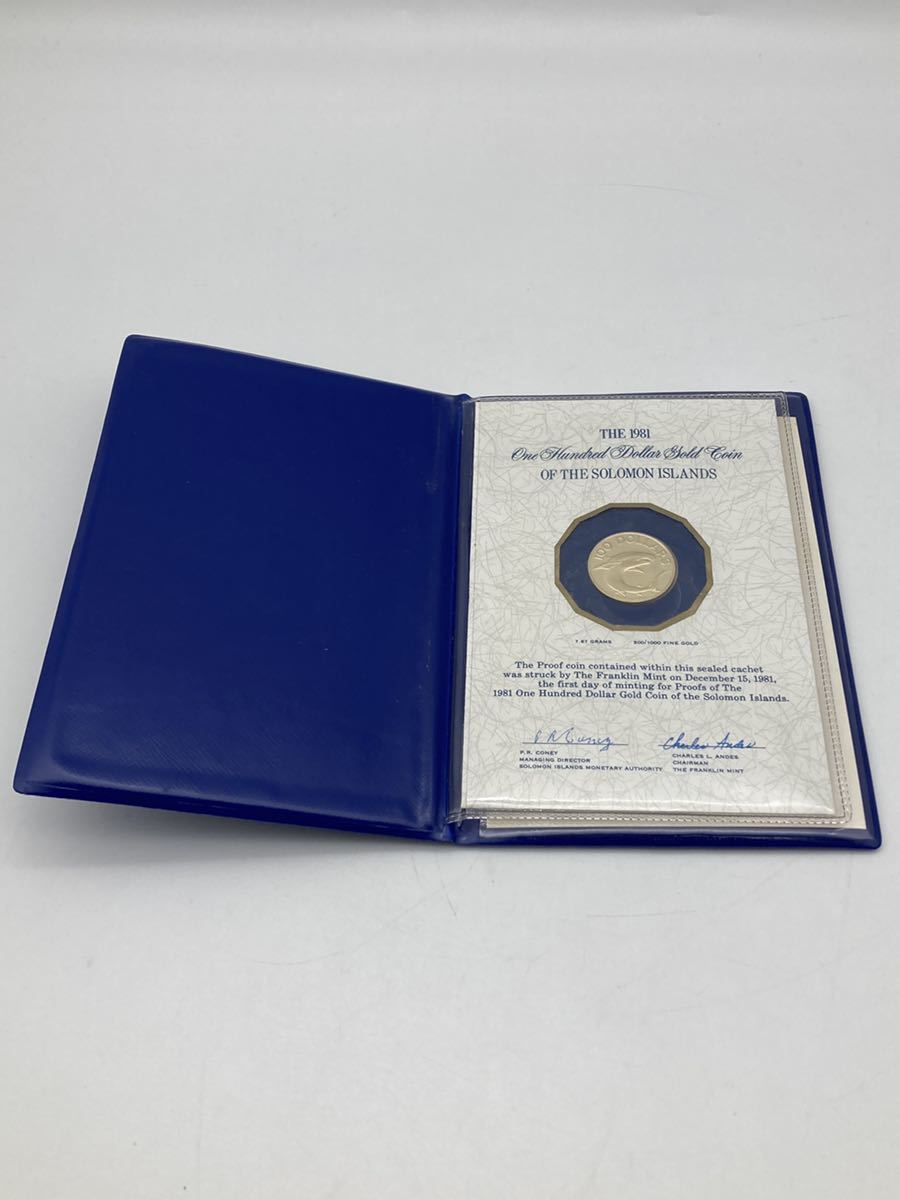 THE 1981
One Hundred Dollar Gold Coin
OF THE SOLOMON ISLANDS
100 DOLLARS
7.67 GRAMS 500/1000 FINE GOLD
The Proof coin contained within this sealed cachet
was struck by The Franklin Mint on December 15, 1981,
the first day of minting for Proofs of The
1981 One Hundred Dollar Gold Coin of the Solomon Islands.
P R Coney Charles Andes
P.R. CONEY CHARLES L. ANDES
MANAGING DIRECTOR CHAIRMAN
SOLOMON ISLANDS MONETARY AUTHORITY THE FRANKLIN MINT